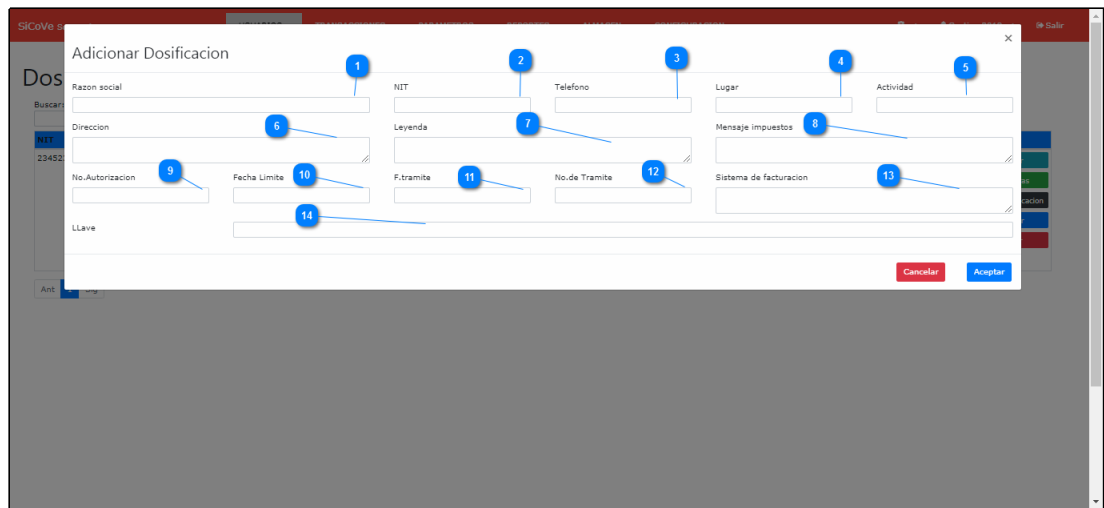 SiCoVe s
Salir
×
Adicionar Dosificacion
1 2 3 4 5
Dos
Razon social NIT Telefono Lugar Actividad
Buscar:
Direccion 6 Leyenda 7 Mensaje impuestos 8
NIT
23452
No.Autorizacion 9 Fecha Limite 10 F.tramite 11 No.de Tramite 12 Sistema de facturacion 13
as
cacion
14
LLave
Cancelar Aceptar
Ant